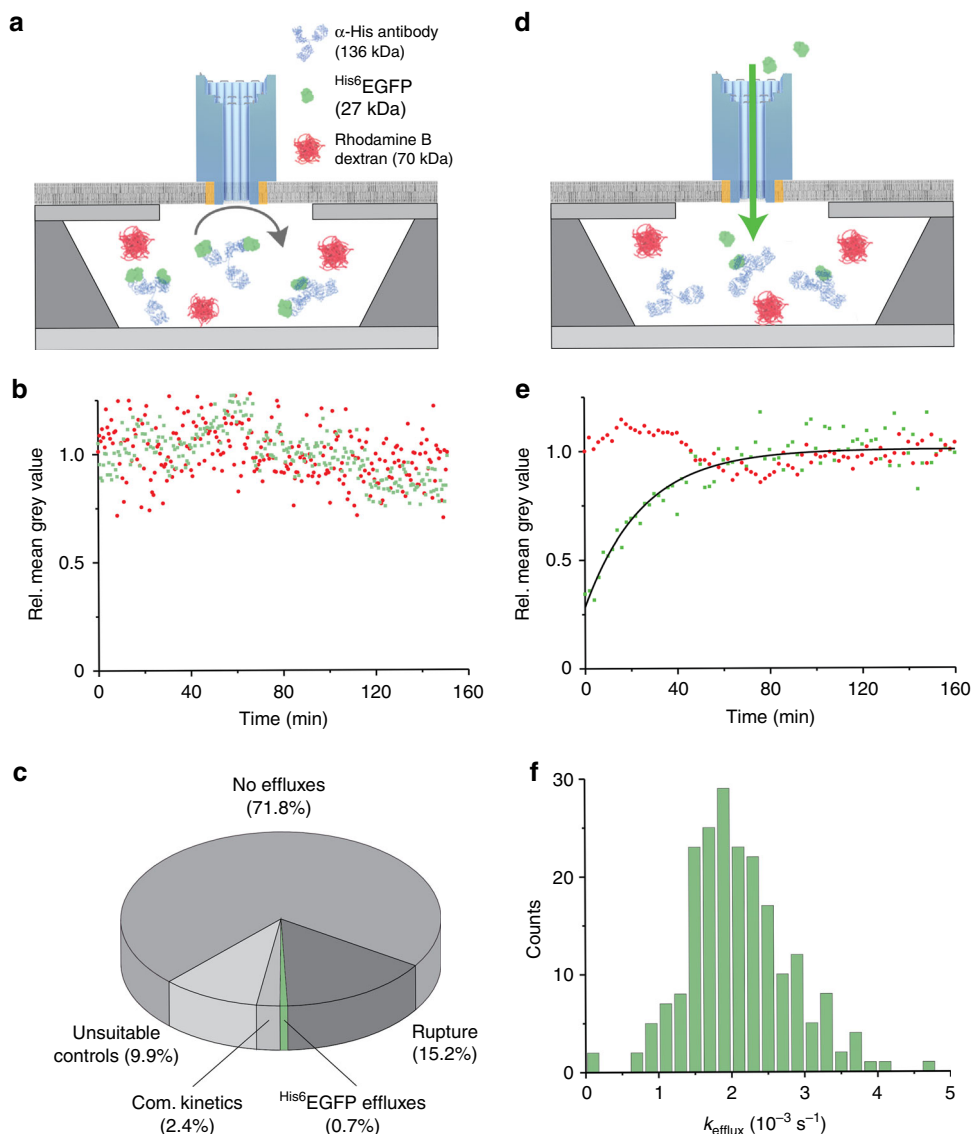 a
α-His antibody
(136 kDa)
His6EGFP
(27 kDa)
Rhodamine B
dextran (70 kDa)
d
b
Rel. mean grey value
1.0
0.5
0
0
40
80
120
160
Time (min)
e
Rel. mean grey value
1.0
0.5
0
0
40
80
120
160
Time (min)
c
No effluxes
(71.8%)
Unsuitable
controls (9.9%)
Rupture
(15.2%)
Com. kinetics
(2.4%)
His6EGFP effluxes
(0.7%)
f
Counts
30
20
10
0
0
1
2
3
4
5
kefflux (10⁻³ s⁻¹)